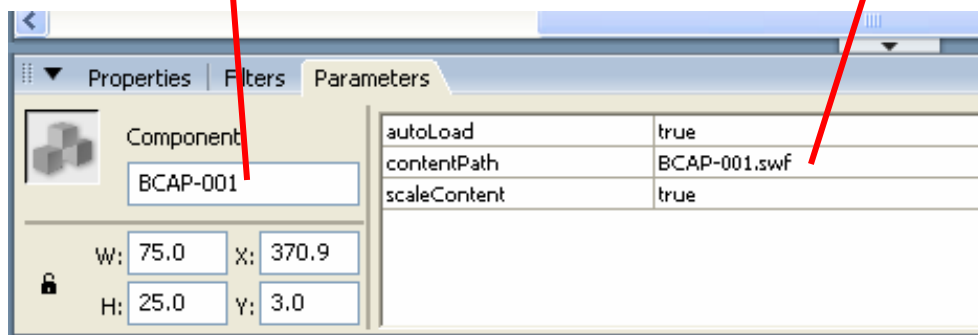 Properties Filters Parameters
Component
BCAP-001
autoLoad true
contentPath BCAP-001.swf
scaleContent true
W: 75.0 X: 370.9
H: 25.0 Y: 3.0